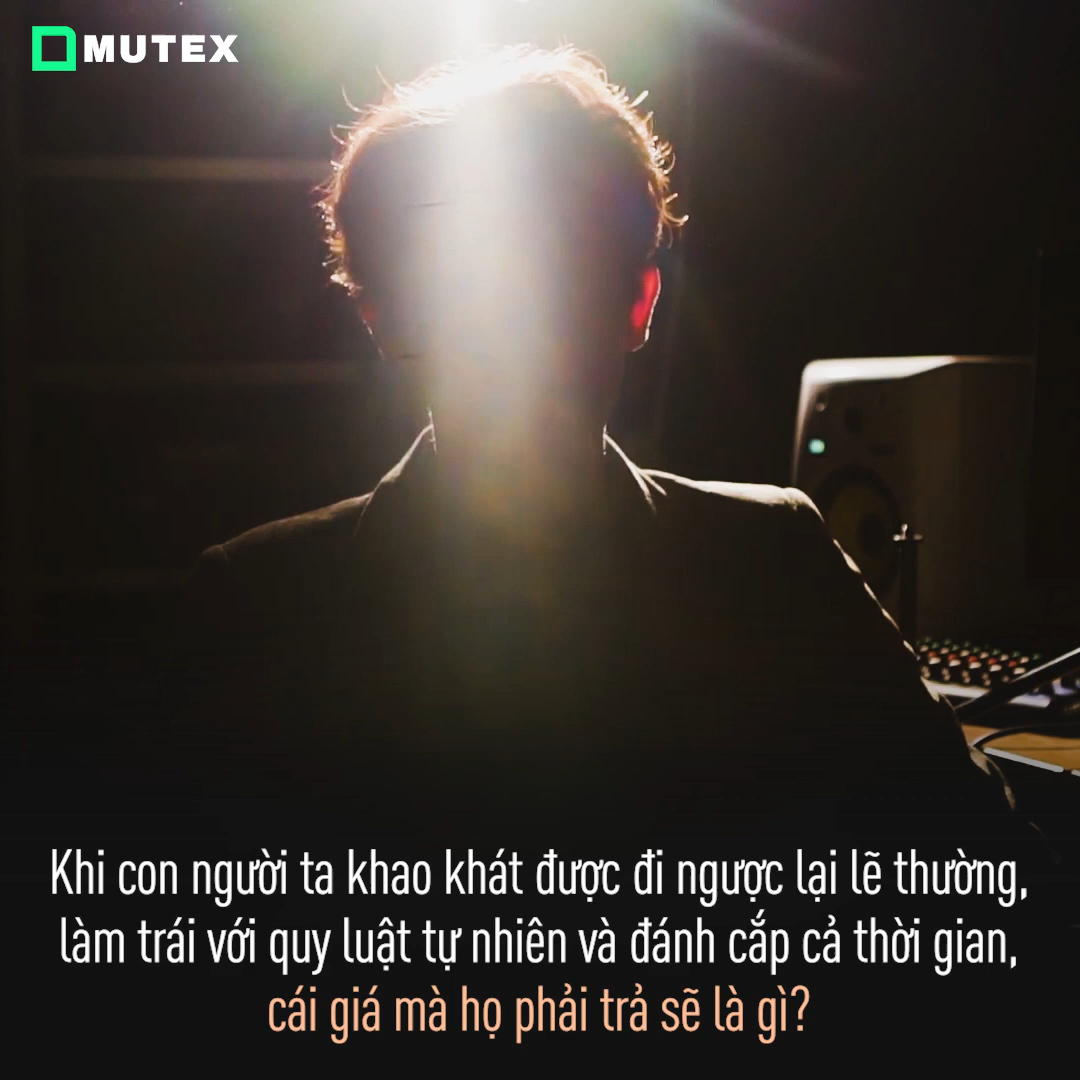 MUTEX
Khi con người ta khao khát được đi ngược lại lẽ thường,
làm trái với quy luật tự nhiên và đánh cắp cả thời gian,
cái giá mà họ phải trả sẽ là gì?